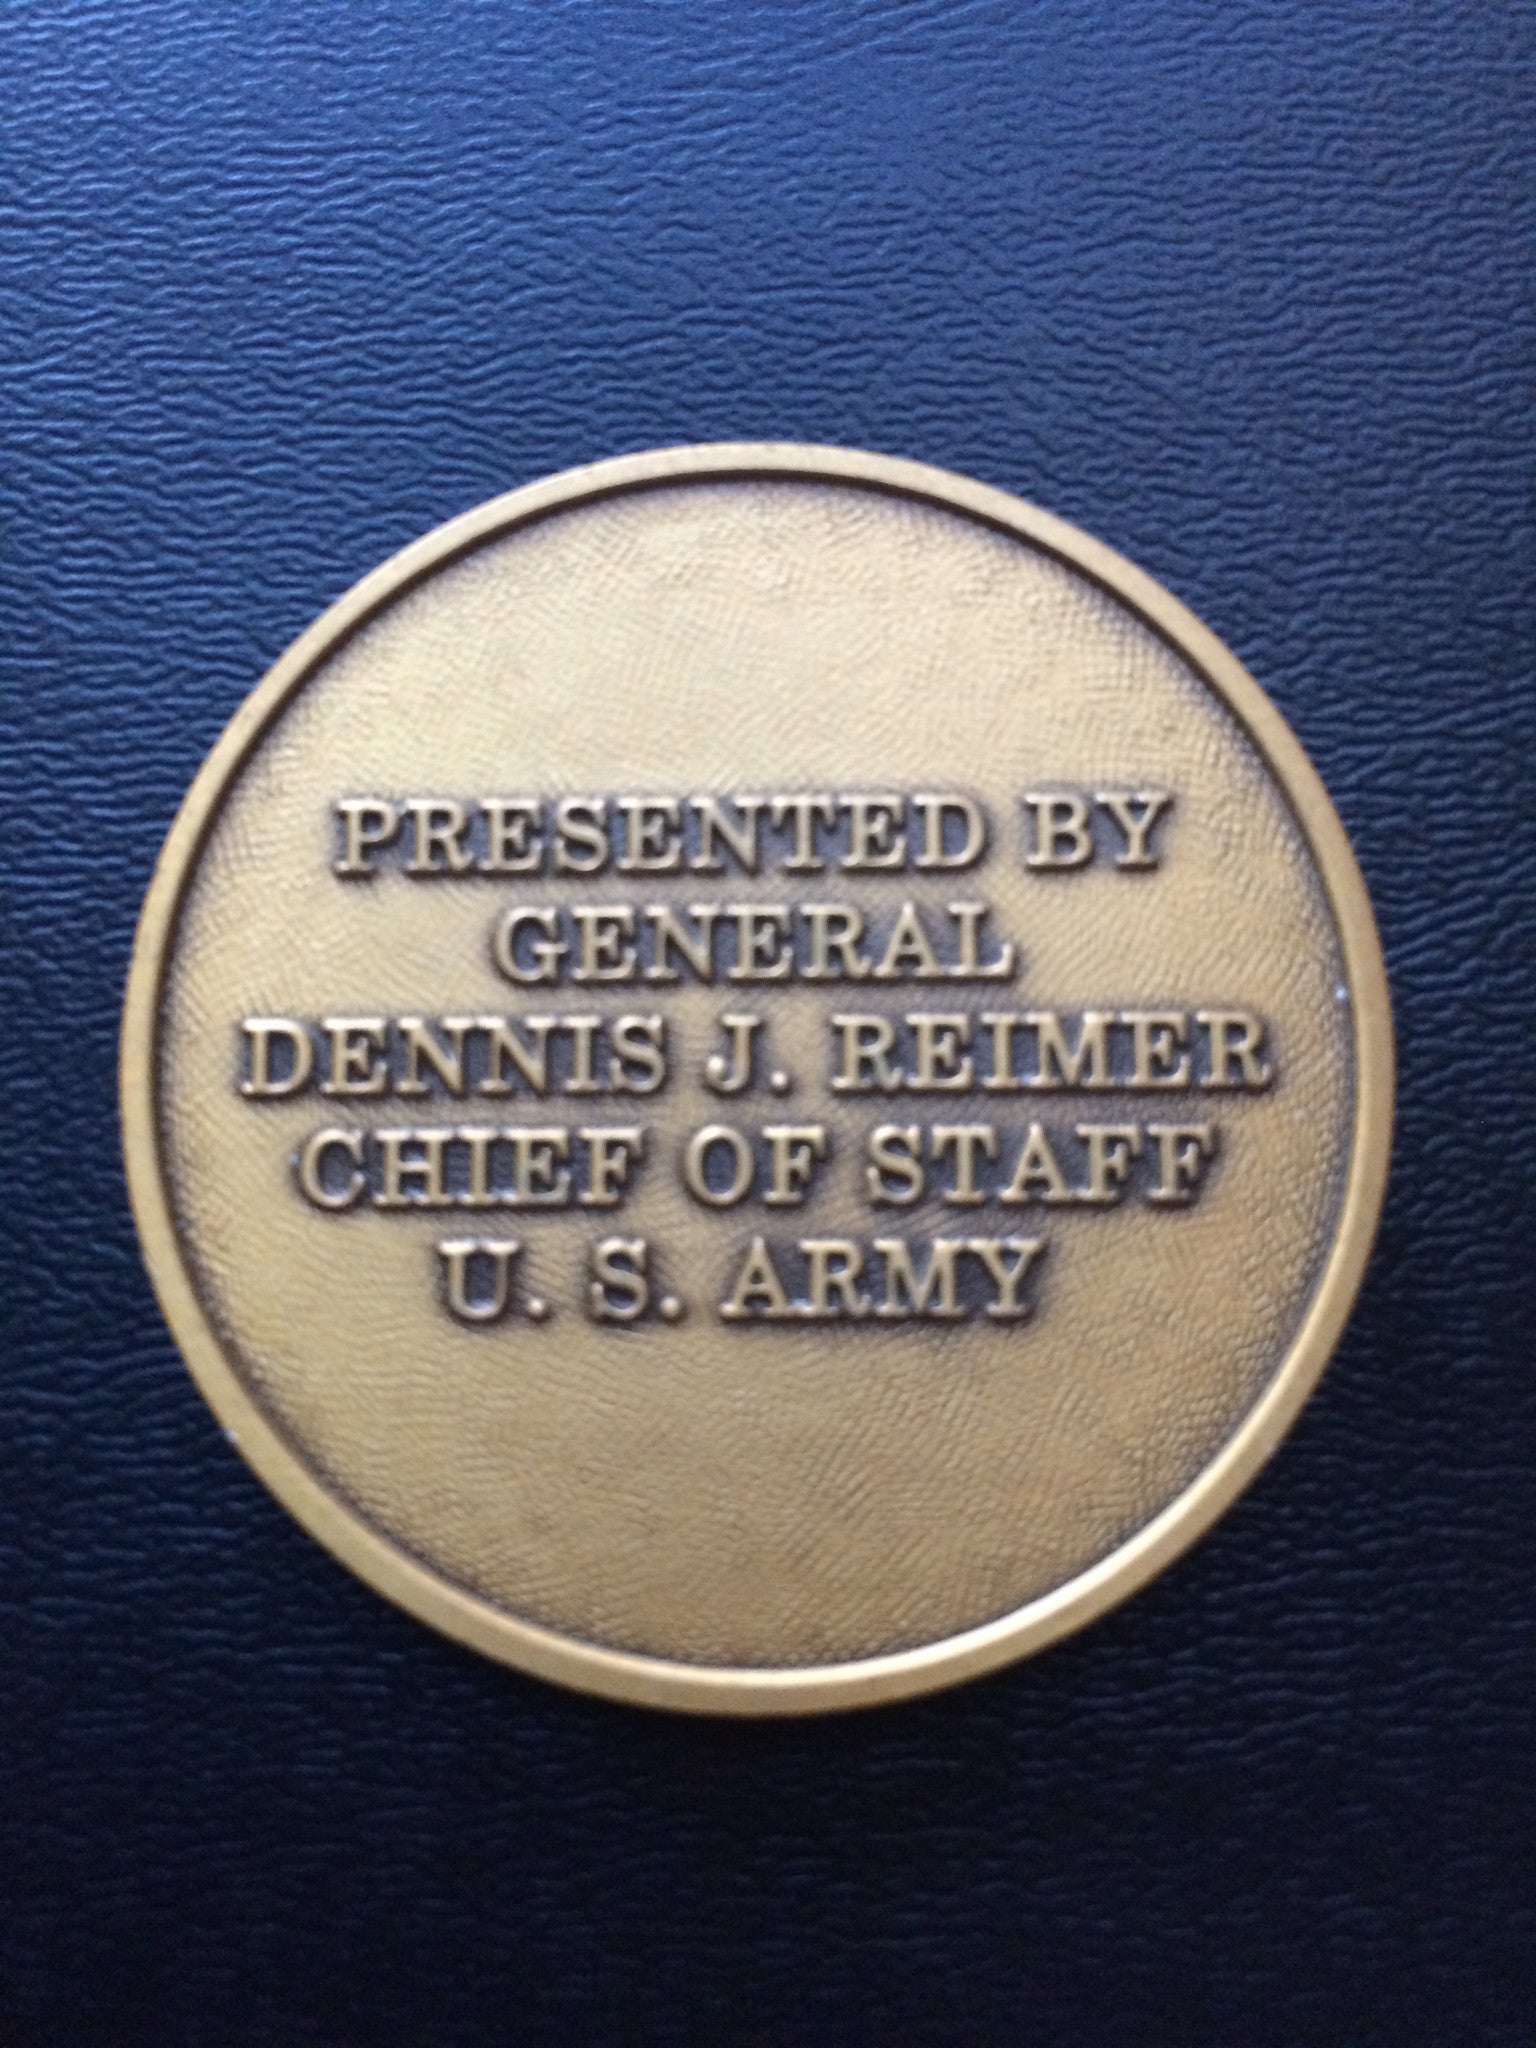 PRESENTED BY
GENERAL
DENNIS J. REIMER
CHIEF OF STAFF
U. S. ARMY